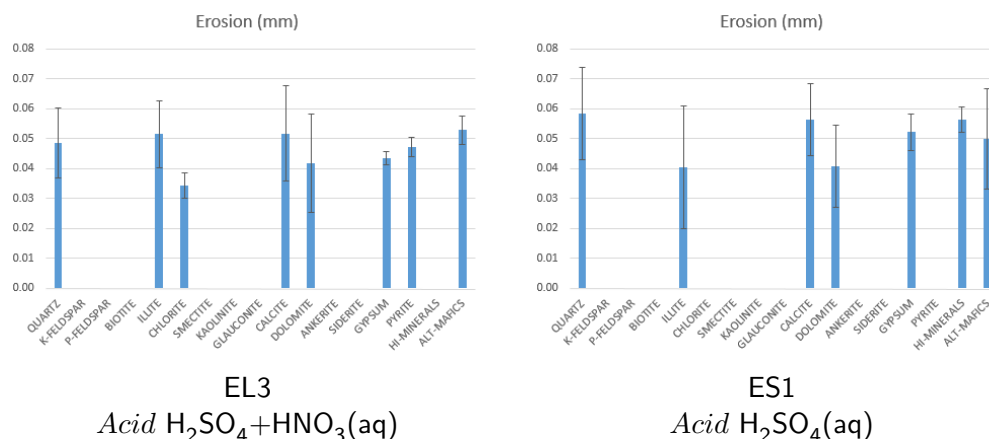 Erosion (mm)
0.08
0.07
0.06
0.05
0.04
0.03
0.02
0.01
0.00
QUARTZ
K-FELDSPAR
P-FELDSPAR
BIOTITE
ILLITE
CHLORITE
SMECTITE
KAOLINITE
GLAUCONITE
CALCITE
DOLOMITE
ANKERITE
SIDERITE
GYPSUM
PYRITE
HI-MINERALS
ALT-MAFICS
EL3
Acid H₂SO₄+HNO₃(aq)
Erosion (mm)
0.08
0.07
0.06
0.05
0.04
0.03
0.02
0.01
0.00
QUARTZ
K-FELDSPAR
P-FELDSPAR
BIOTITE
ILLITE
CHLORITE
SMECTITE
KAOLINITE
GLAUCONITE
CALCITE
DOLOMITE
ANKERITE
SIDERITE
GYPSUM
PYRITE
HI-MINERALS
ALT-MAFICS
ES1
Acid H₂SO₄(aq)